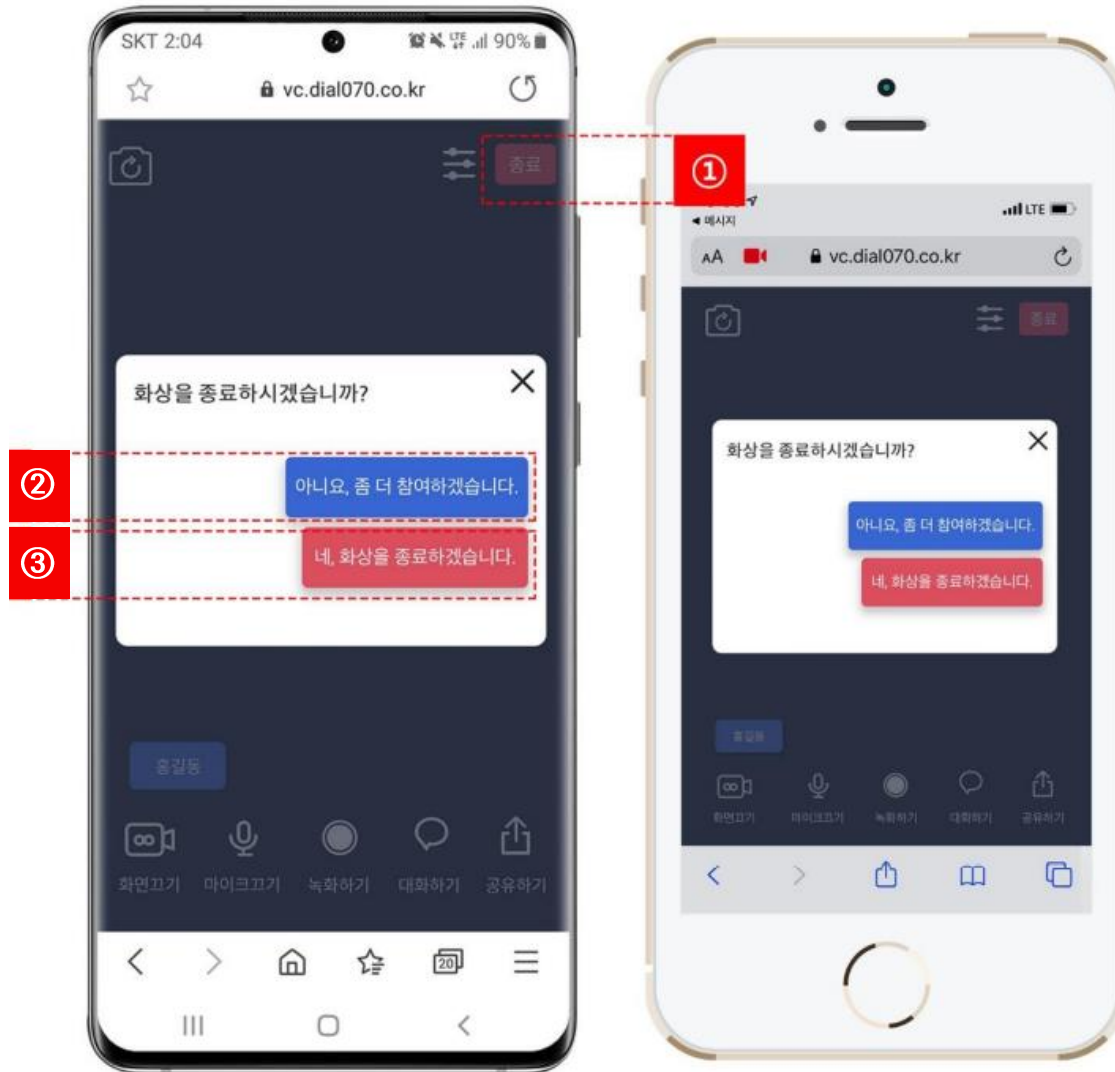 SKT 2:04
LTE
90%
vc.dial070.co.kr
종료
①
화상을 종료하시겠습니까?
②
아니요, 좀 더 참여하겠습니다.
③
네, 화상을 종료하겠습니다.
홍길동
화면끄기
마이크끄기
녹화하기
대화하기
공유하기
20
메시지
LTE
AA
vc.dial070.co.kr
종료
화상을 종료하시겠습니까?
아니요, 좀 더 참여하겠습니다.
네, 화상을 종료하겠습니다.
홍길동
화면끄기
마이크끄기
녹화하기
대화하기
공유하기